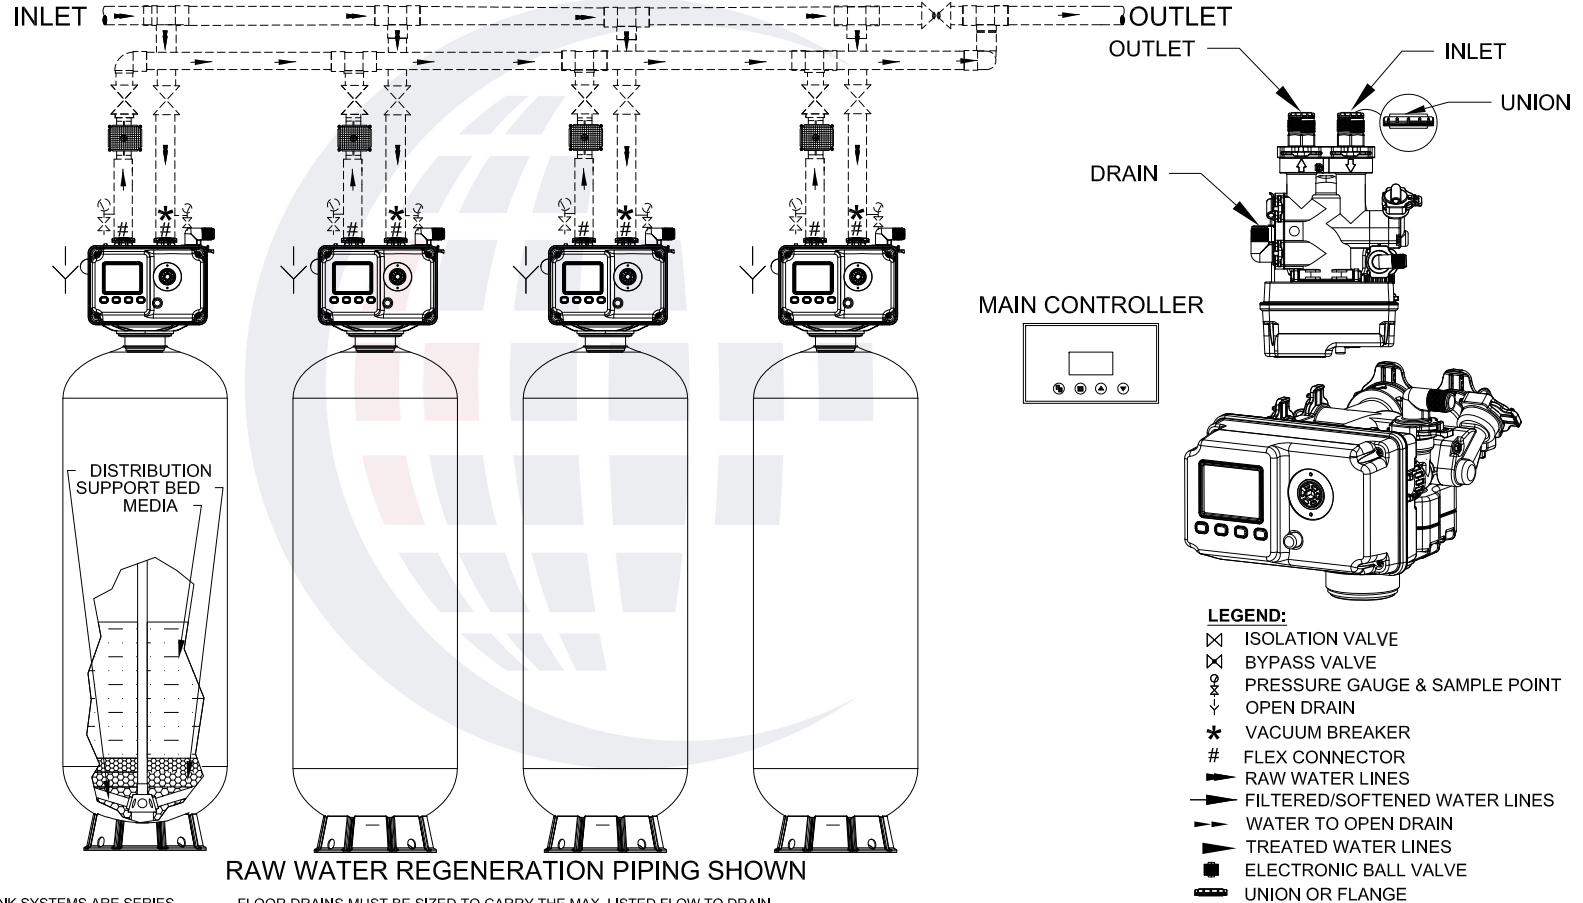 INLET
OUTLET
OUTLET
INLET
UNION
DRAIN
MAIN CONTROLLER
DISTRIBUTION
SUPPORT BED
MEDIA
LEGEND:
ISOLATION VALVE
BYPASS VALVE
PRESSURE GAUGE & SAMPLE POINT
OPEN DRAIN
* VACUUM BREAKER
# FLEX CONNECTOR
RAW WATER LINES
FILTERED/SOFTENED WATER LINES
WATER TO OPEN DRAIN
TREATED WATER LINES
ELECTRONIC BALL VALVE
UNION OR FLANGE
RAW WATER REGENERATION PIPING SHOWN
SYSTEMS ARE SERIES
FLOOR DRAINS MUST BE SIZED TO CARRY THE MAX. LISTED FLOW TO DRAIN